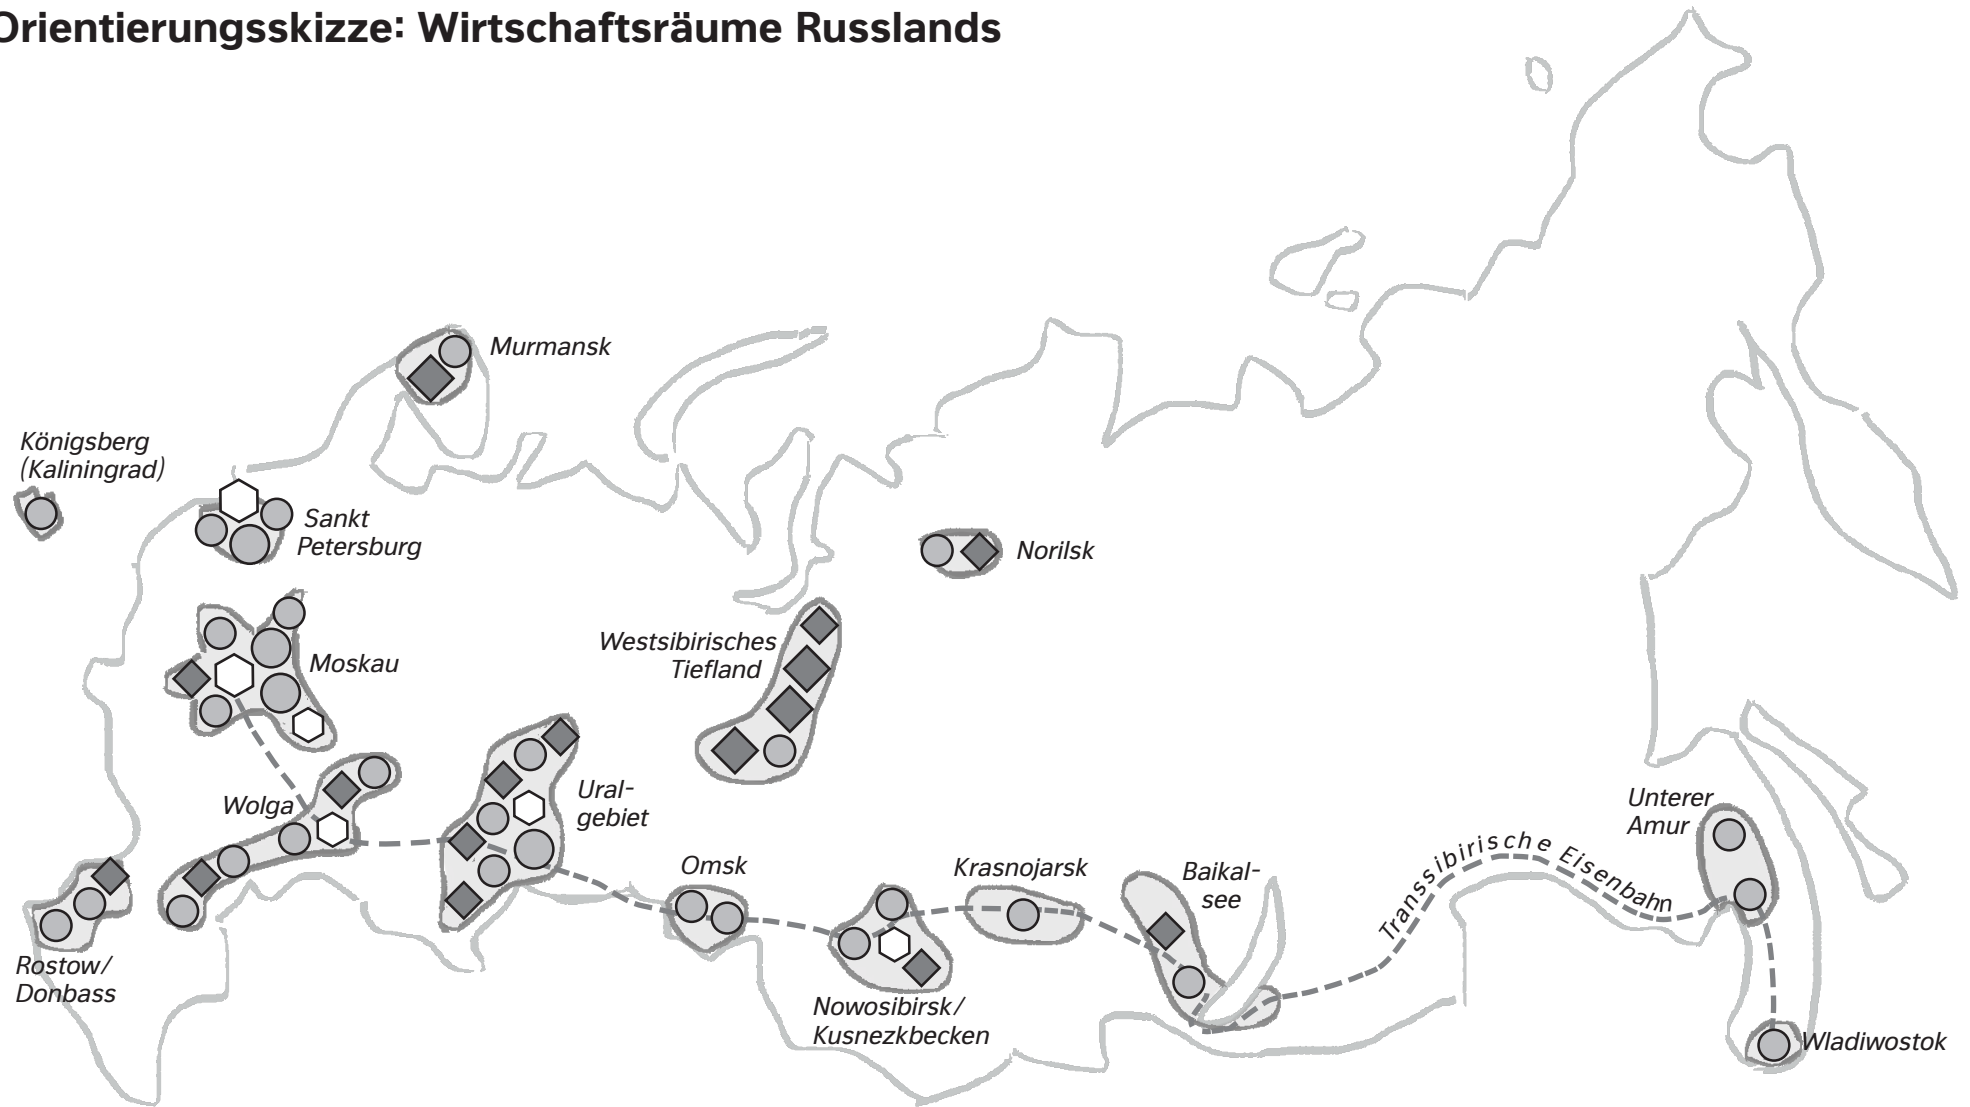 Orientierungsskizze: Wirtschaftsräume Russlands
Murmansk
Königsberg
(Kaliningrad)
Sankt
Petersburg
Norilsk
Westsibirisches
Tiefland
Moskau
Wolga
Ural-
gebiet
Omsk
Krasnojarsk
Baikal-
see
Transsibirische Eisenbahn
Unterer
Amur
Rostow/
Donbass
Nowosibirsk/
Kusnezkbecken
Wladiwostok